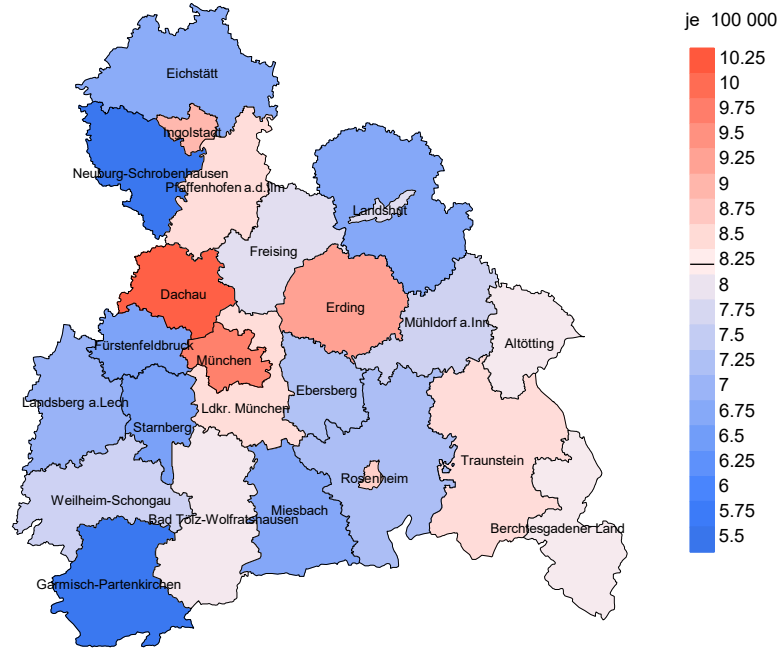 je 100 000
10.25
10
9.75
9.5
9.25
9
8.75
8.5
8.25
8
7.75
7.5
7.25
7
6.75
6.5
6.25
6
5.75
5.5
Eichstätt
Ingolstadt
Neuburg-Schrobenhausen
Pfaffenhofen a.d.Ilm
Landshut
Freising
Dachau
Erding
Mühldorf a.Inn
Altötting
Fürstenfeldbruck
München
Ebersberg
Landsberg a.Lech
Ldkr. München
Starnberg
Traunstein
Rosenheim
Weilheim-Schongau
Miesbach
Bad Tölz-Wolfratshausen
Berchtesgadener Land
Garmisch-Partenkirchen